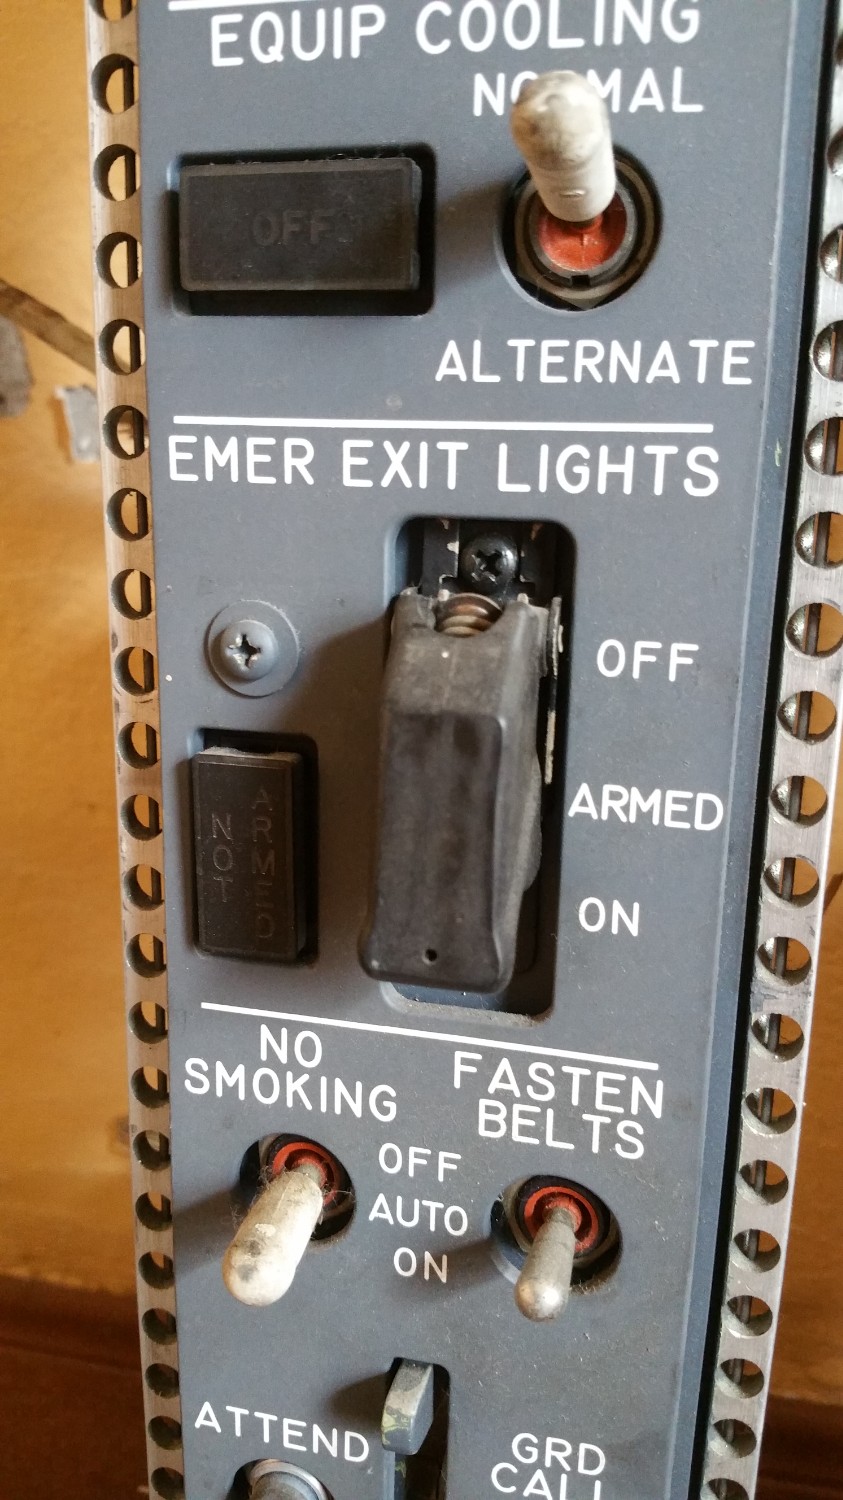 EQUIP COOLING
NORMAL
OFF
ALTERNATE
EMER EXIT LIGHTS
OFF
ARMED
NOT
ARMED
ON
NO
SMOKING
FASTEN
BELTS
OFF
AUTO
ON
ATTEND
GRD
CALL